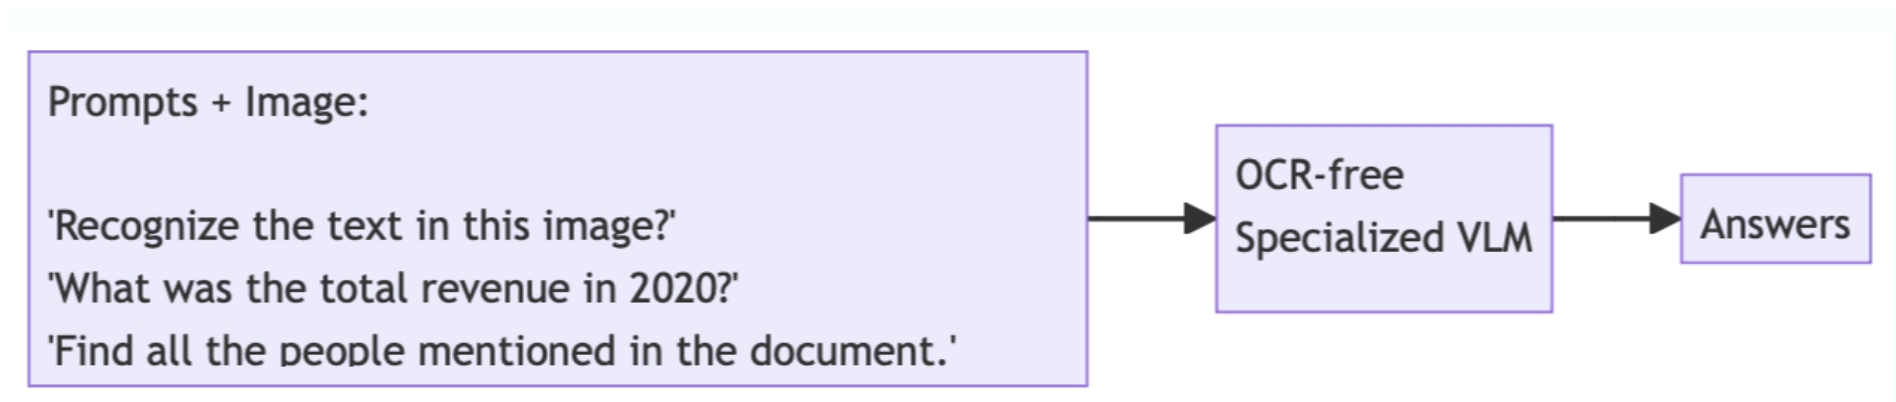 Prompts + Image:
'Recognize the text in this image?'
'What was the total revenue in 2020?'
'Find all the people mentioned in the document.'
OCR-free
Specialized VLM
Answers